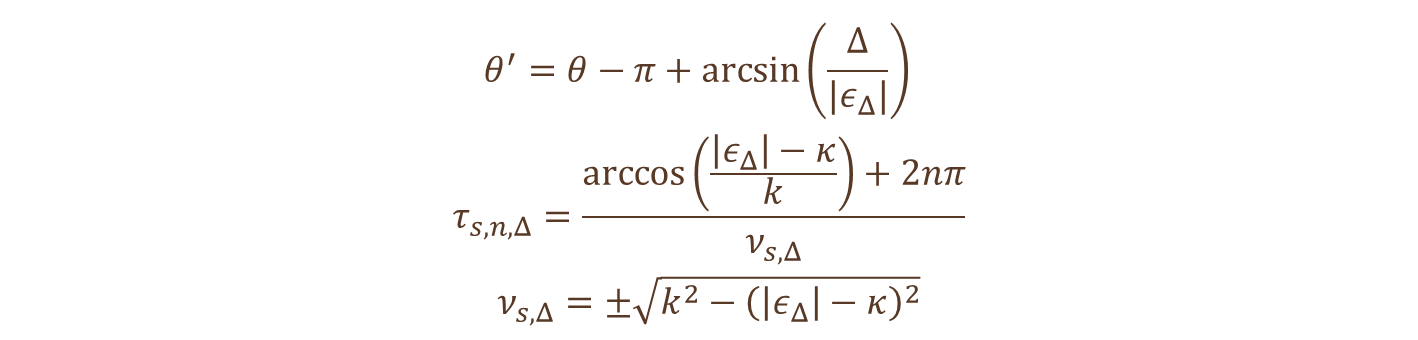 θ′ = θ − π + arcsin(Δ/|ϵ_Δ|)
τ_{s,n,Δ} = (arccos((|ϵ_Δ| − κ)/k) + 2nπ)/ν_{s,Δ}
ν_{s,Δ} = ±√(k² − (|ϵ_Δ| − κ)²)